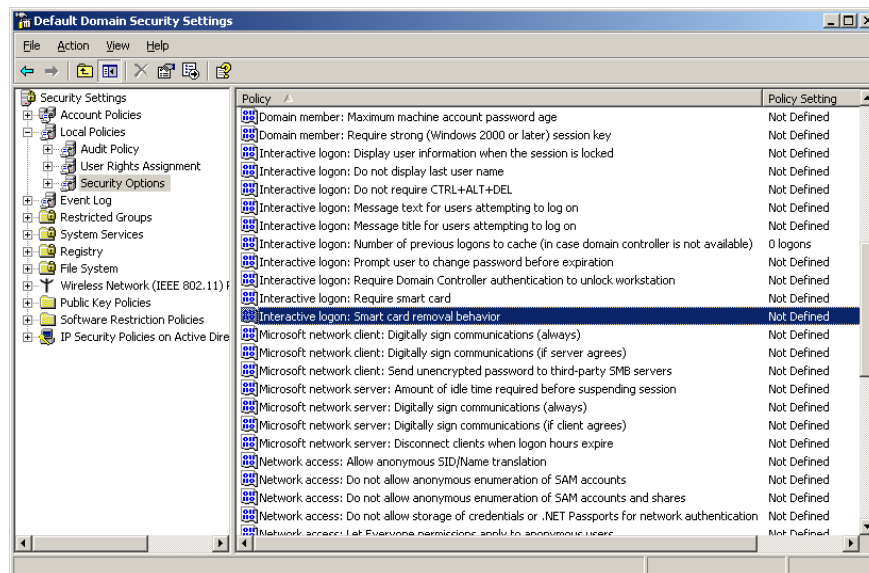 Default Domain Security Settings
File Action View Help
Security Settings
Account Policies
Local Policies
Audit Policy
User Rights Assignment
Security Options
Event Log
Restricted Groups
System Services
Registry
File System
Wireless Network (IEEE 802.11)
Public Key Policies
Software Restriction Policies
IP Security Policies on Active Dire
Policy Policy Setting
Domain member: Maximum machine account password age Not Defined
Domain member: Require strong (Windows 2000 or later) session key Not Defined
Interactive logon: Display user information when the session is locked Not Defined
Interactive logon: Do not display last user name Not Defined
Interactive logon: Do not require CTRL+ALT+DEL Not Defined
Interactive logon: Message text for users attempting to log on Not Defined
Interactive logon: Message title for users attempting to log on Not Defined
Interactive logon: Number of previous logons to cache (in case domain controller is not available) 0 logons
Interactive logon: Prompt user to change password before expiration Not Defined
Interactive logon: Require Domain Controller authentication to unlock workstation Not Defined
Interactive logon: Require smart card Not Defined
Interactive logon: Smart card removal behavior Not Defined
Microsoft network client: Digitally sign communications (always) Not Defined
Microsoft network client: Digitally sign communications (if server agrees) Not Defined
Microsoft network client: Send unencrypted password to third-party SMB servers Not Defined
Microsoft network server: Amount of idle time required before suspending session Not Defined
Microsoft network server: Digitally sign communications (always) Not Defined
Microsoft network server: Digitally sign communications (if client agrees) Not Defined
Microsoft network server: Disconnect clients when logon hours expire Not Defined
Network access: Allow anonymous SID/Name translation Not Defined
Network access: Do not allow anonymous enumeration of SAM accounts Not Defined
Network access: Do not allow anonymous enumeration of SAM accounts and shares Not Defined
Network access: Do not allow storage of credentials or .NET Passports for network authentication Not Defined
Network access: Let Everyone permissions apply to anonymous users Not Defined